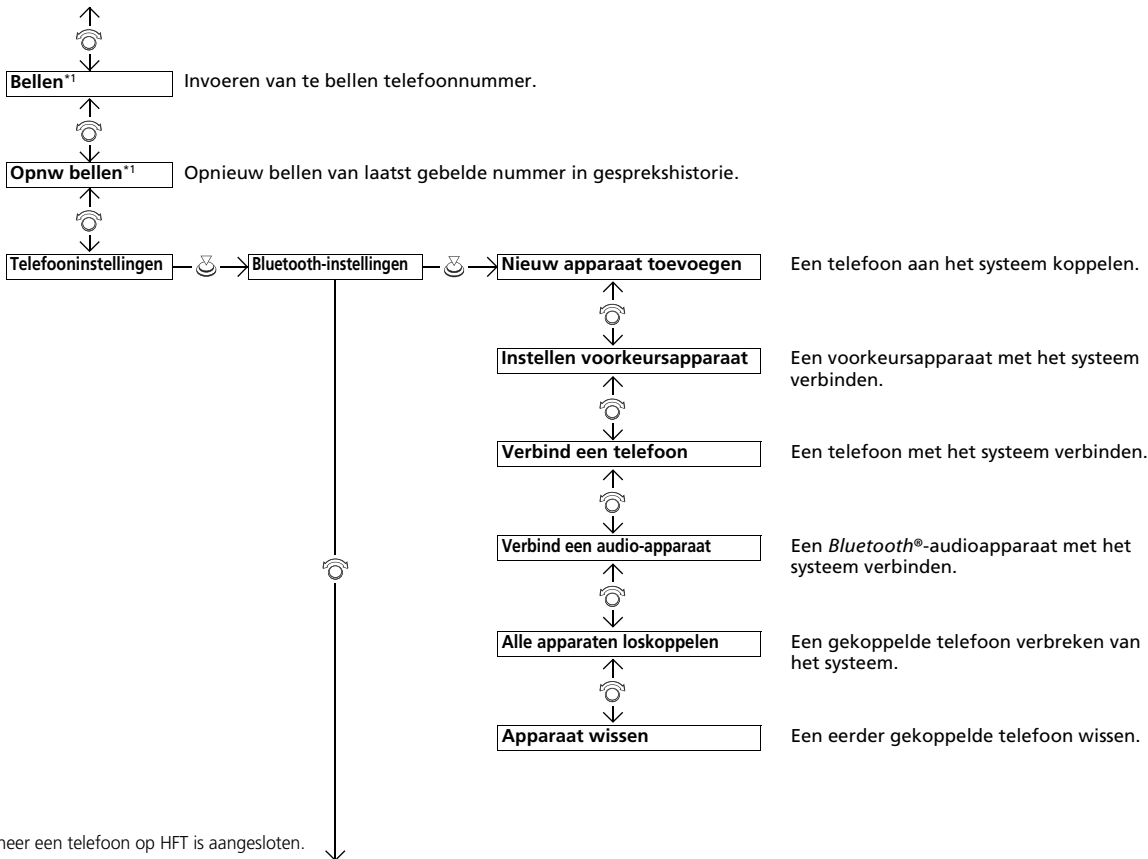 Bellen*1
Invoeren van te bellen telefoonnummer.
Opnw bellen*1
Opnieuw bellen van laatst gebelde nummer in gesprekshistorie.
Telefooninstellingen
Bluetooth-instellingen
Nieuw apparaat toevoegen
Een telefoon aan het systeem koppelen.
Instellen voorkeursapparaat
Een voorkeursapparaat met het systeem
verbinden.
Verbind een telefoon
Een telefoon met het systeem verbinden.
Verbind een audio-apparaat
Een Bluetooth®-audioapparaat met het
systeem verbinden.
Alle apparaten loskoppelen
Een gekoppelde telefoon verbreken van
het systeem.
Apparaat wissen
Een eerder gekoppelde telefoon wissen.
een telefoon op HFT is aangesloten.